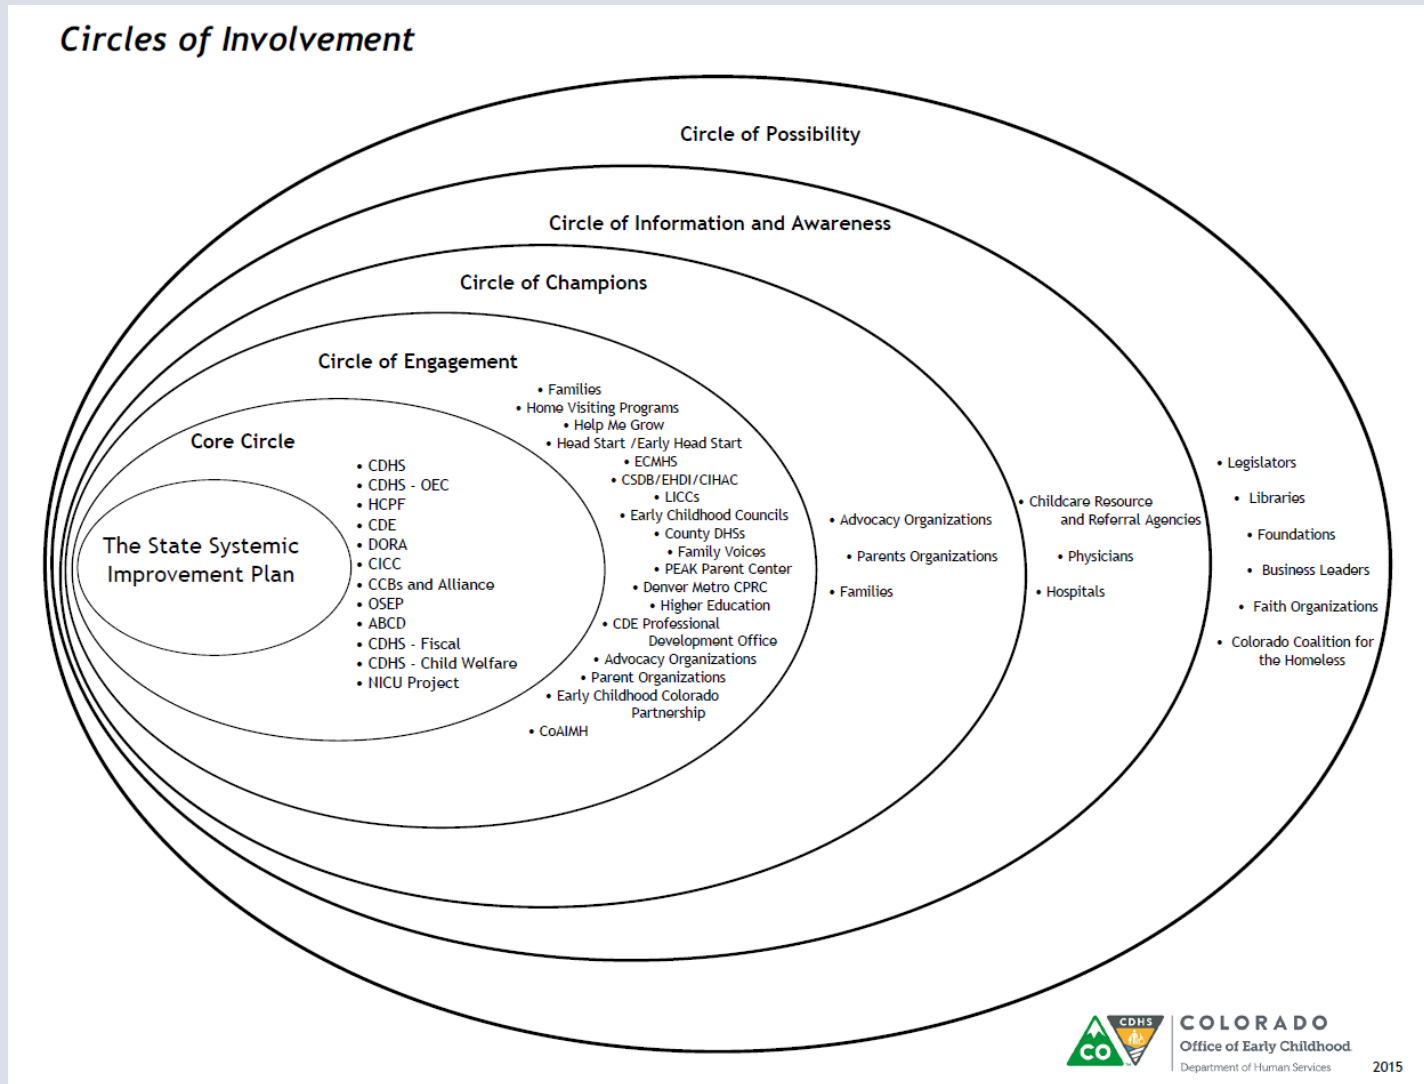 Circles of Involvement
Circle of Possibility
Circle of Information and Awareness
Circle of Champions
Circle of Engagement
Core Circle
The State Systemic
Improvement Plan
• CDHS
• CDHS - OEC
• HCPF
• CDE
• DORA
• CICC
• CCBs and Alliance
• OSEP
• ABCD
• CDHS - Fiscal
• CDHS - Child Welfare
• NICU Project
• Families
• Home Visiting Programs
• Help Me Grow
• Head Start /Early Head Start
• ECMHS
• CSDB/EHDI/CIHAC
• LICCs
• Early Childhood Councils
• County DHSs
• Family Voices
• PEAK Parent Center
• Denver Metro CPRC
• Higher Education
• CDE Professional
Development Office
• Advocacy Organizations
• Parent Organizations
• Early Childhood Colorado
Partnership
• CoAIMH
• Advocacy Organizations
• Parents Organizations
• Families
• Childcare Resource
and Referral Agencies
• Physicians
• Hospitals
• Legislators
• Libraries
• Foundations
• Business Leaders
• Faith Organizations
• Colorado Coalition for
the Homeless
CO
CDHS
COLORADO
Office of Early Childhood
Department of Human Services
2015